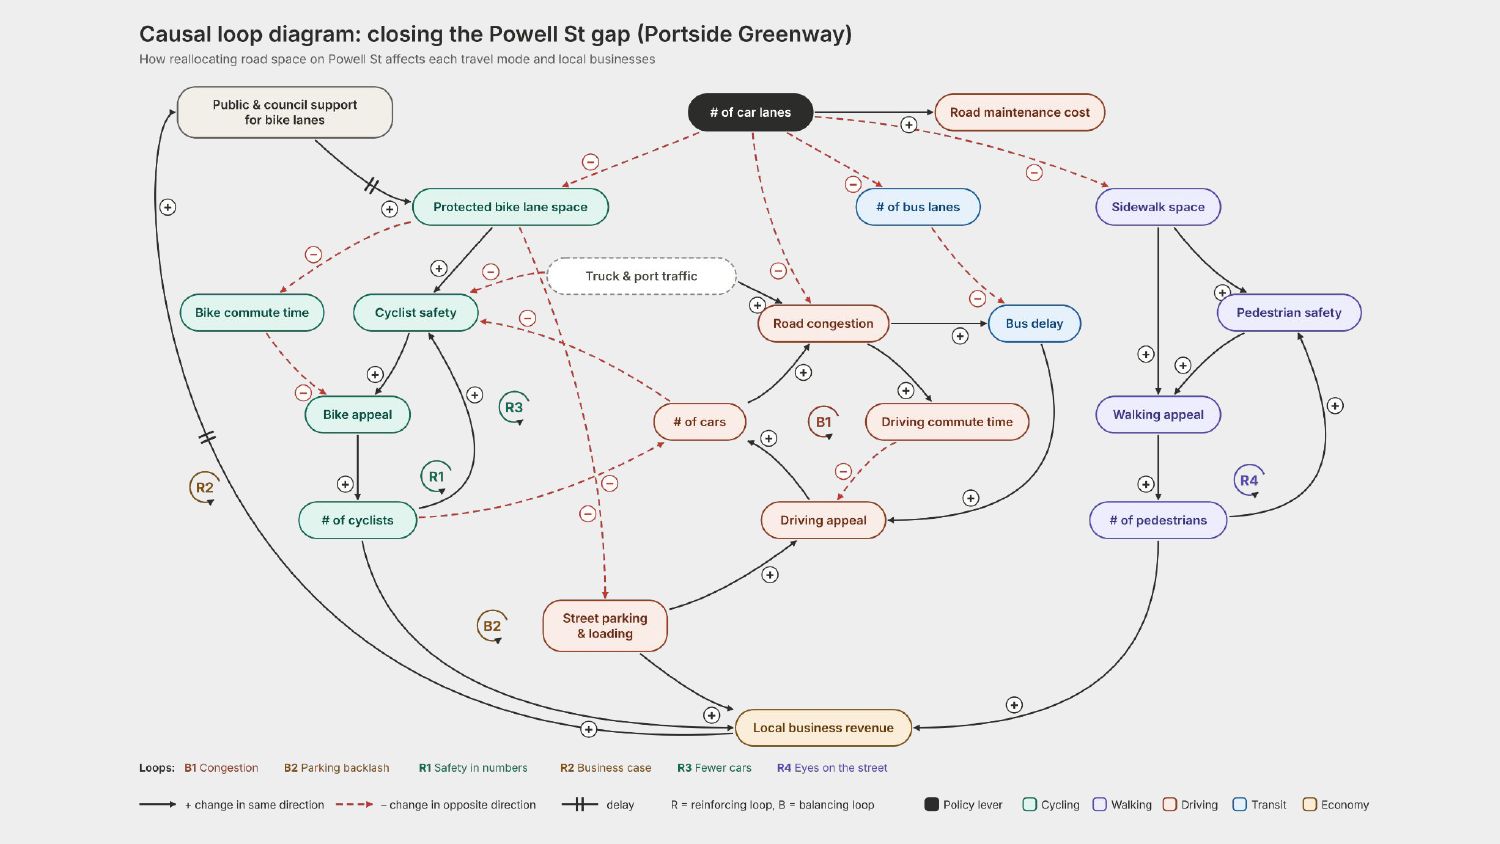 Causal loop diagram: closing the Powell St gap (Portside Greenway)
How reallocating road space on Powell St affects each travel mode and local businesses
Public & council support
for bike lanes
# of car lanes
Road maintenance cost
+
−
−
−
+
+
Protected bike lane space
# of bus lanes
Sidewalk space
−
+
−
Truck & port traffic
−
−
+
+
Bike commute time
Cyclist safety
−
Road congestion
+
Bus delay
Pedestrian safety
+
+
+
−
+
+
+
+
Bike appeal
R3
# of cars
B1
Driving commute time
Walking appeal
+
R2
R1
+
−
−
−
+
+
R4
# of cyclists
Driving appeal
# of pedestrians
+
B2
Street parking
& loading
+
+
+
Local business revenue
Loops: B1 Congestion B2 Parking backlash R1 Safety in numbers R2 Business case R3 Fewer cars R4 Eyes on the street
+ change in same direction − change in opposite direction delay R = reinforcing loop, B = balancing loop Policy lever Cycling Walking Driving Transit Economy